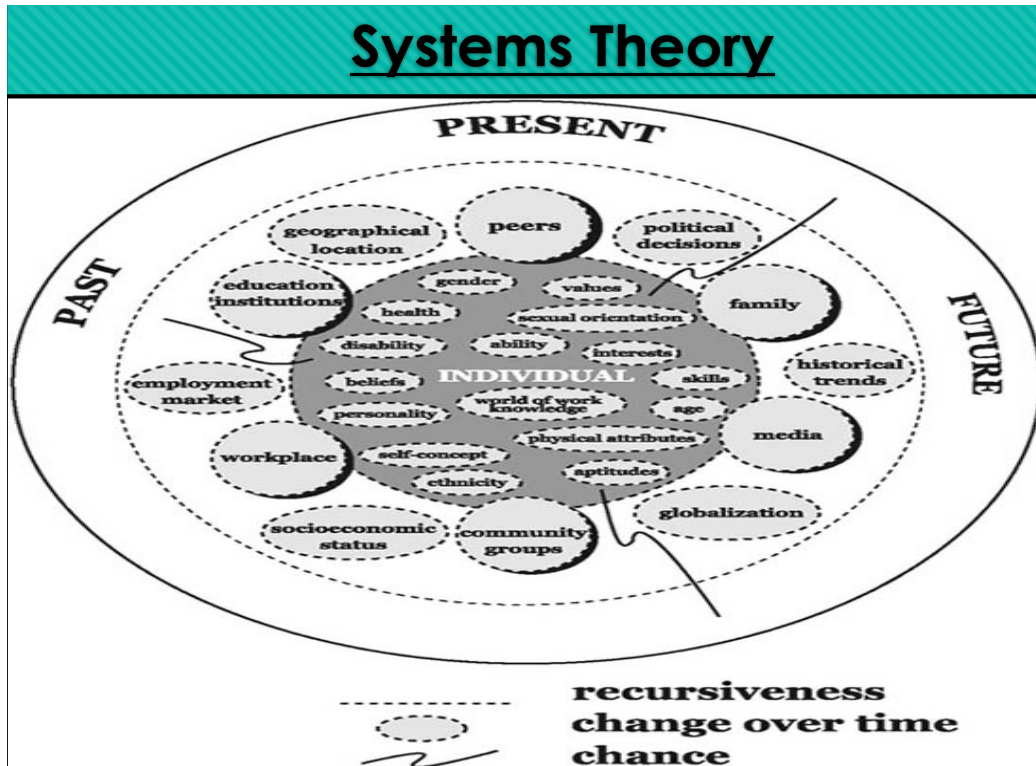 Systems Theory
PRESENT
PAST
FUTURE
geographical
location
peers
political
decisions
education
institutions
gender
values
family
health
sexual orientation
disability
ability
interests
historical
trends
employment
market
beliefs
INDIVIDUAL
skills
personality
world of work
knowledge
age
workplace
physical attributes
media
self-concept
aptitudes
ethnicity
socioeconomic
status
community
groups
globalization
recursiveness
change over time
chance